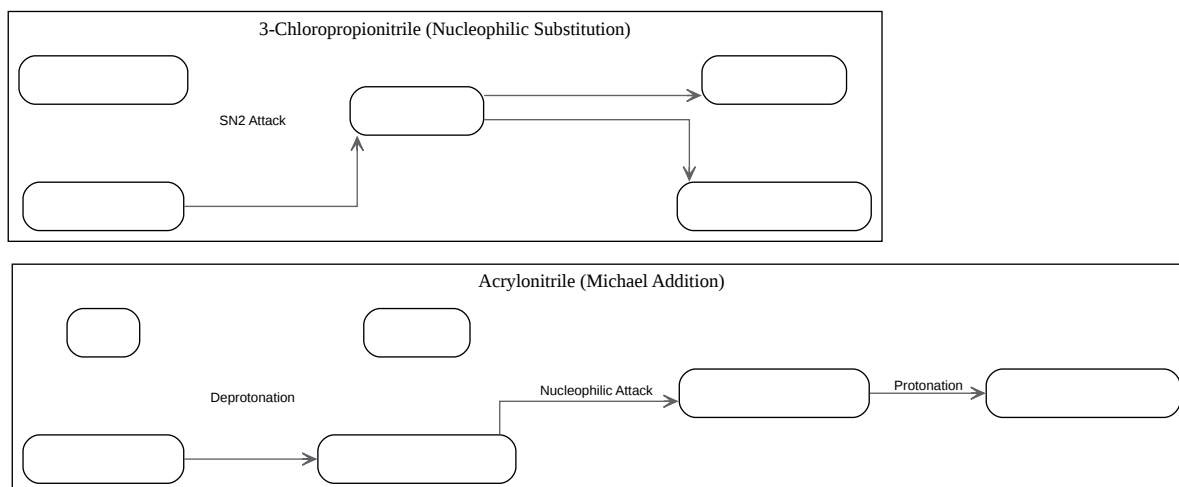 3-Chloropropionitrile (Nucleophilic Substitution)
SN2 Attack
Acrylonitrile (Michael Addition)
Nucleophilic Attack
Protonation
Deprotonation